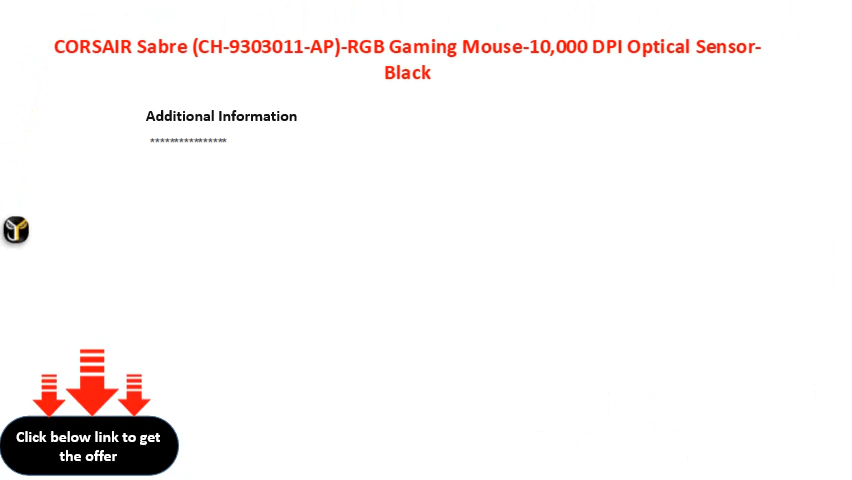 CORSAIR Sabre (CH-9303011-AP)-RGB Gaming Mouse-10,000 DPI Optical Sensor-
Black
Additional Information
****************
Click below link to get
the offer